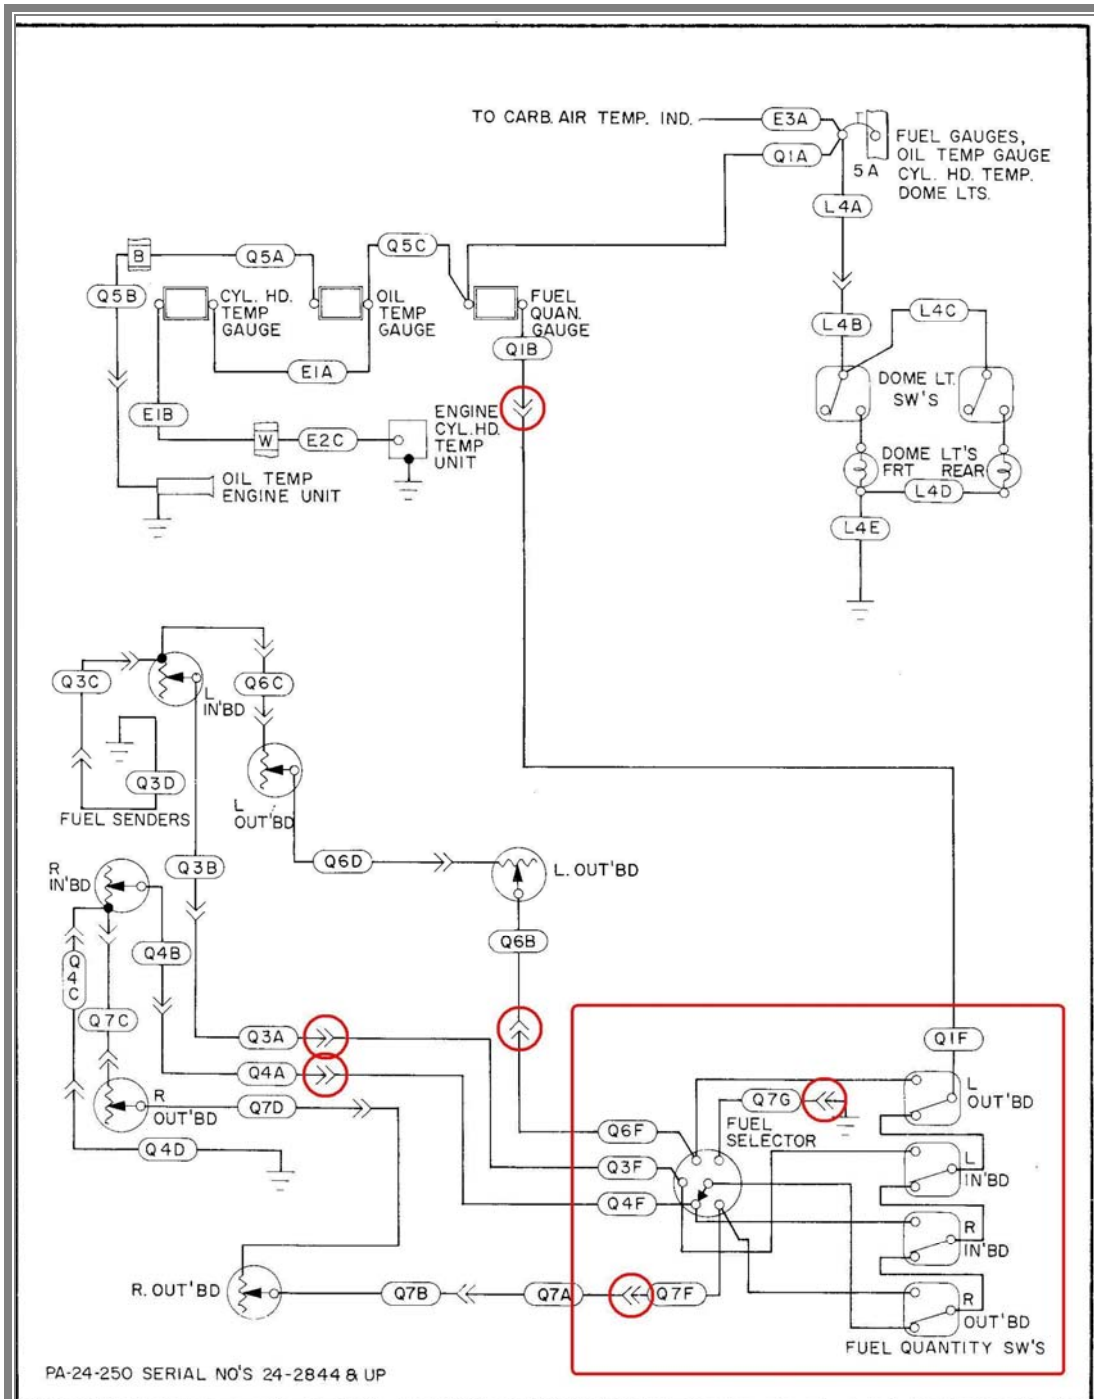 TO CARB. AIR TEMP. IND.
E3A
Q1A
5A
FUEL GAUGES,
OIL TEMP GAUGE
CYL. HD. TEMP.
DOME LTS.
L4A
B
Q5A
Q5C
Q5B
CYL. HD.
TEMP
GAUGE
OIL
TEMP
GAUGE
FUEL
QUAN.
GAUGE
Q1B
L4B
L4C
E1A
DOME LT.
SW'S
E1B
W
E2C
ENGINE
CYL. HD.
TEMP
UNIT
DOME LT'S
FRT REAR
OIL TEMP
ENGINE UNIT
L4D
L4E
Q3C
L
IN'BD
Q6C
Q3D
FUEL SENDERS
L
OUT'BD
R
IN'BD
Q3B
Q6D
L. OUT'BD
Q4B
Q6B
Q4C
Q7C
Q3A
Q4A
Q1F
R
OUT'BD
Q7D
Q7G
L
OUT'BD
FUEL
SELECTOR
Q4D
Q6F
Q3F
L
IN'BD
Q4F
R
IN'BD
R. OUT'BD
Q7B
Q7A
Q7F
R
OUT'BD
FUEL QUANTITY SW'S
PA-24-250 SERIAL NO'S 24-2844 & UP